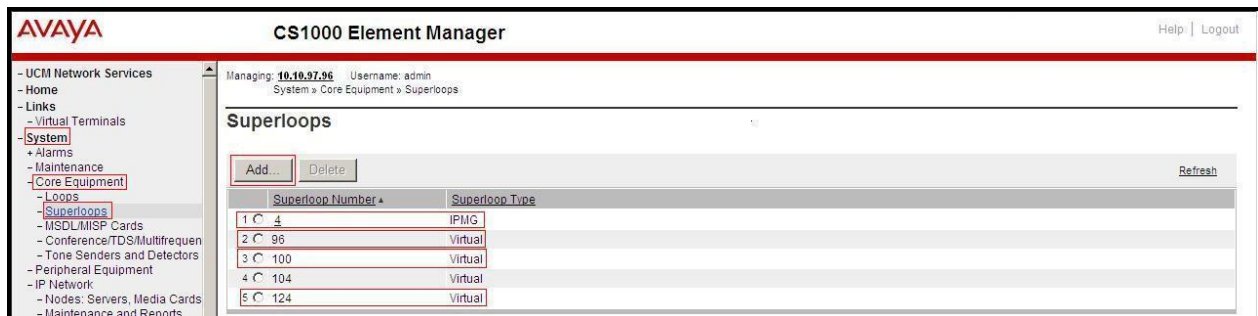 AVAYA
CS1000 Element Manager
Help | Logout
- UCM Network Services
- Home
- Links
- Virtual Terminals
- System
+ Alarms
- Maintenance
- Core Equipment
- Loops
- Superloops
- MSDL/MISP Cards
- Conference/TDS/Multifrequen
- Tone Senders and Detectors
- Peripheral Equipment
- IP Network
- Nodes: Servers, Media Cards
- Maintenance and Reports
Managing: 10.10.97.96 Username: admin
System » Core Equipment » Superloops
Superloops
Add... Delete
Refresh
Superloop Number Superloop Type
1 4 IPMG
2 96 Virtual
3 100 Virtual
4 104 Virtual
5 124 Virtual